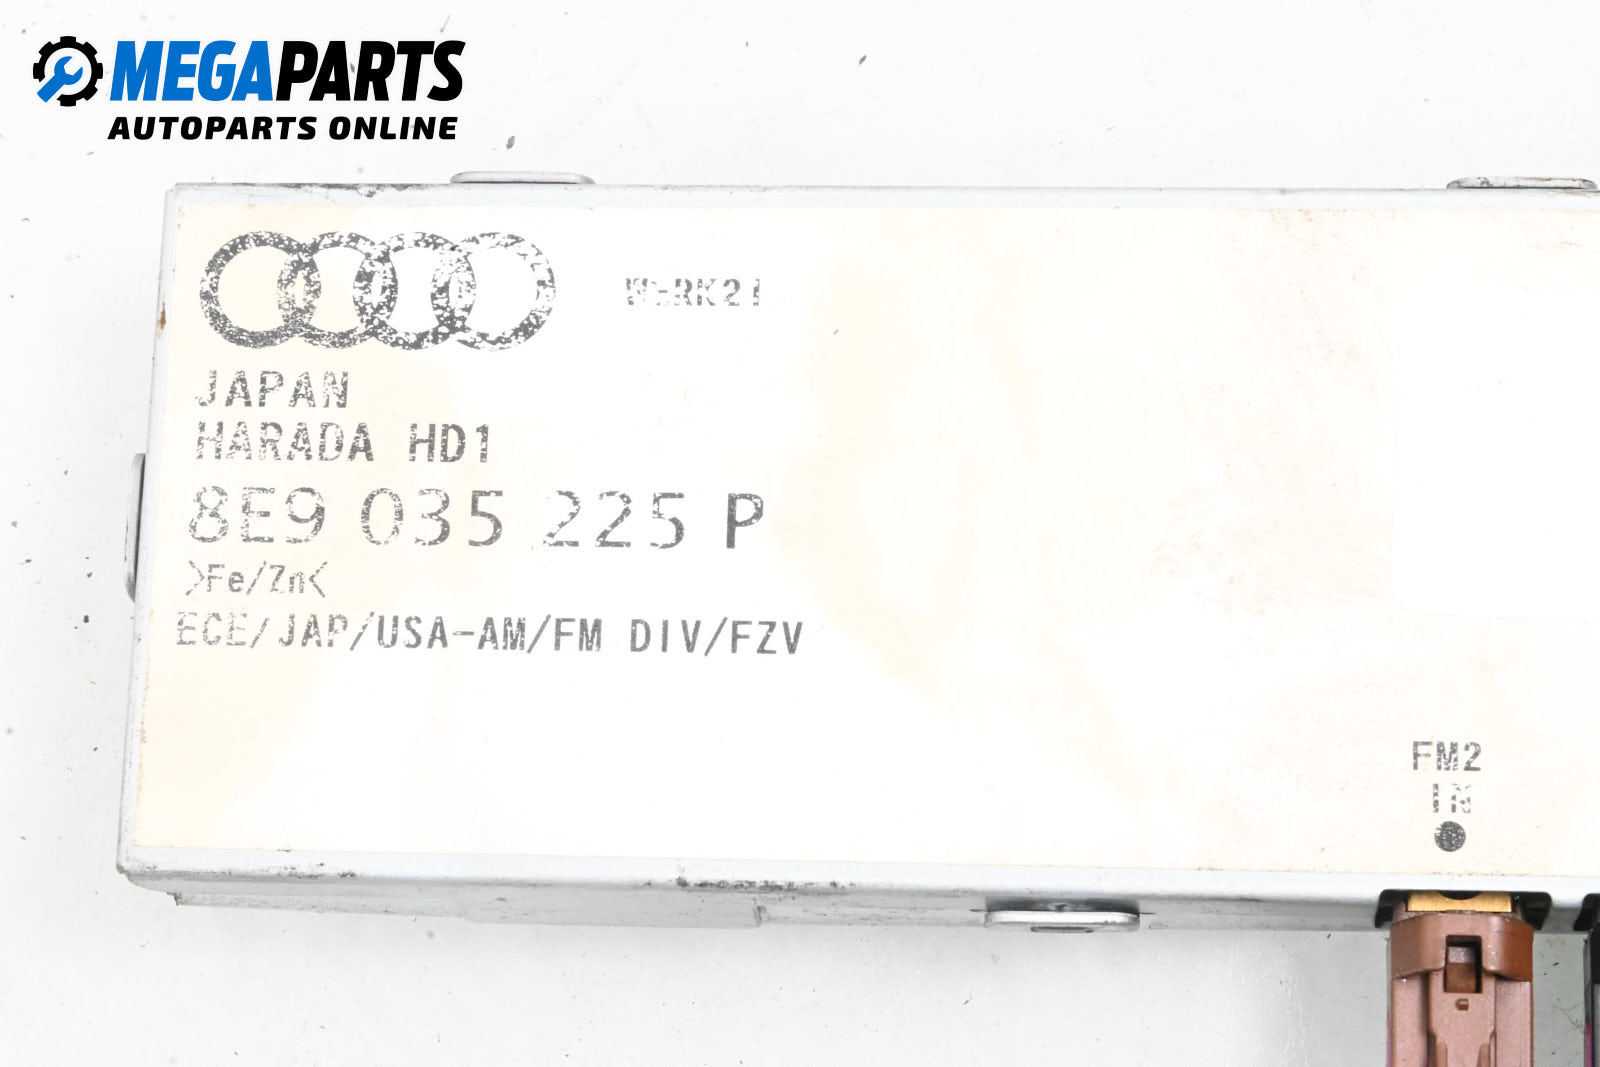 MEGAPARTS
AUTOPARTS ONLINE
WERK21
JAPAN
HARADA HD1
8E9 035 225 P
>Fe/Zn<
ECE/JAP/USA-AM/FM DIV/FZV
FM2
IN